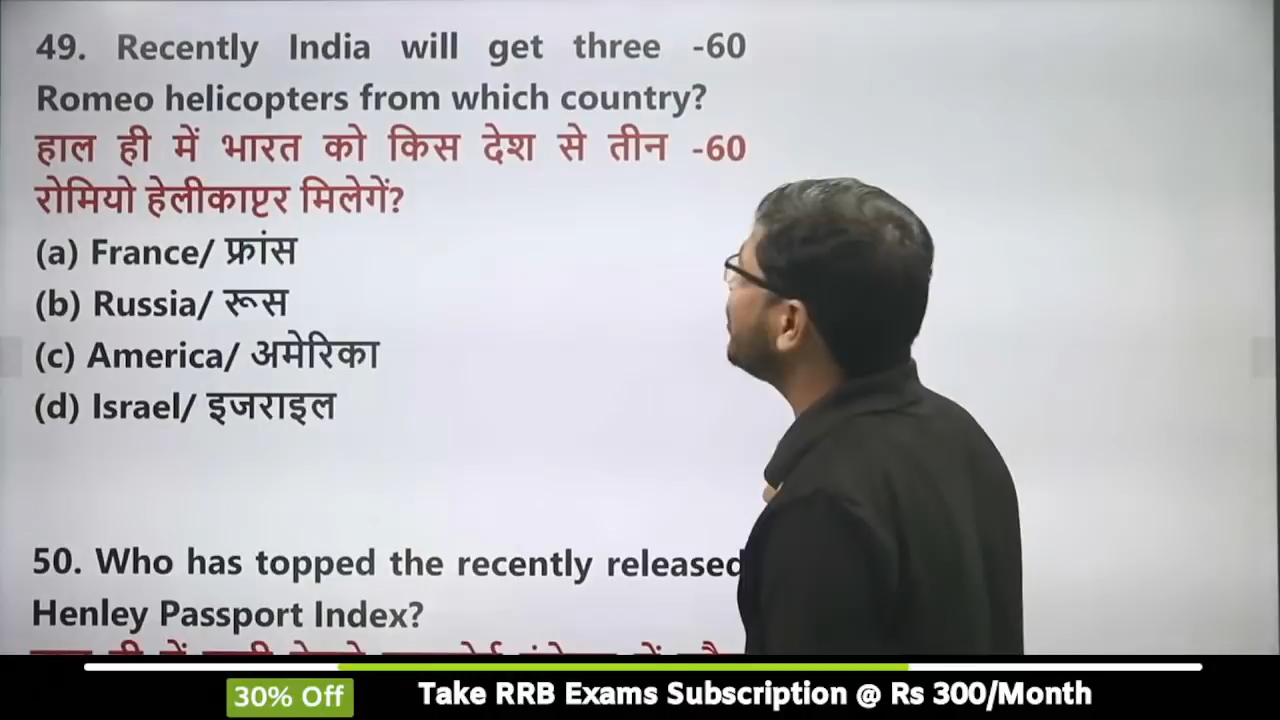 49. Recently India will get three -60
Romeo helicopters from which country?
हाल ही में भारत को किस देश से तीन -60
रोमियो हेलीकाप्टर मिलेगें?
(a) France/ फ्रांस
(b) Russia/ रूस
(c) America/ अमेरिका
(d) Israel/ इजराइल
50. Who has topped the recently released
Henley Passport Index?
30% Off Take RRB Exams Subscription @ Rs 300/Month